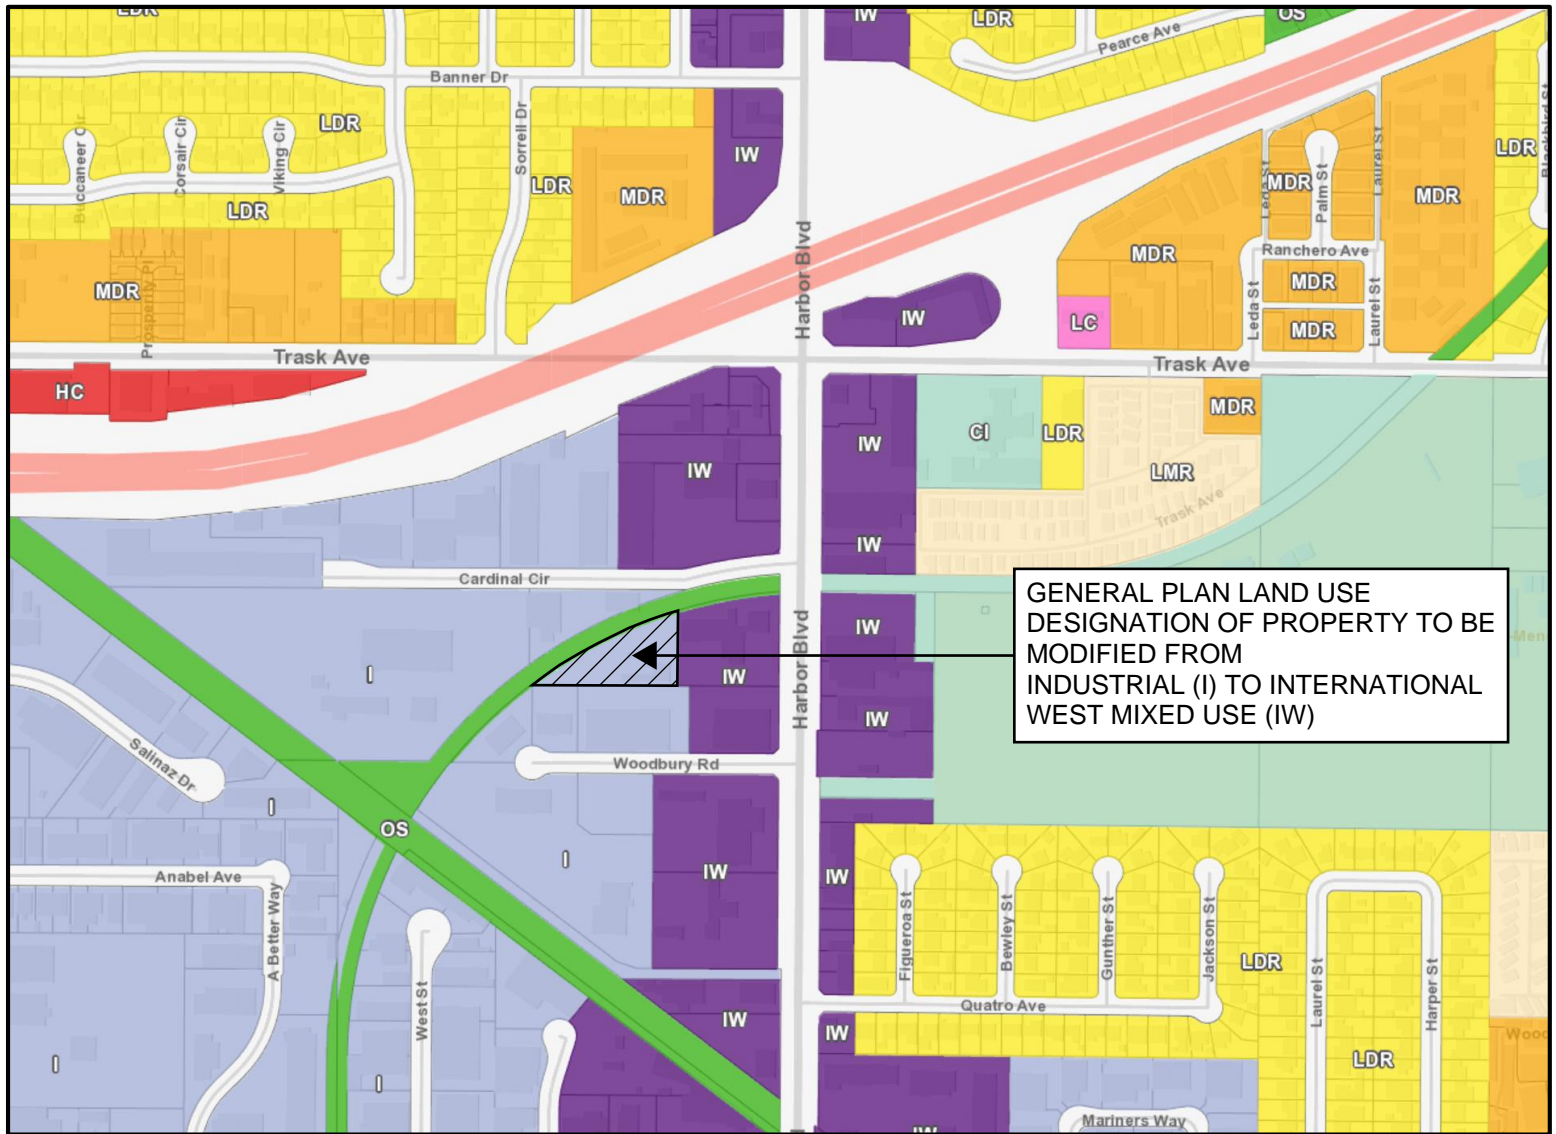 LDR
IW
LDR
OS
Pearce Ave
Banner Dr
Buccaneer Cir
Corsair Cir
Viking Cir
LDR
Sorrell Dr
IW
Blackbird St
LDR
LDR
LDR
MDR
Leda St
MDR
Palm St
Laurel St
MDR
Harbor Blvd
MDR
Ranchero Ave
MDR
Prosperity Pl
IW
LC
Leda St
MDR
MDR
Laurel St
Trask Ave
Trask Ave
HC
IW
CI
LDR
MDR
IW
LMR
Trask Ave
IW
Cardinal Cir
GENERAL PLAN LAND USE
DESIGNATION OF PROPERTY TO BE
MODIFIED FROM
INDUSTRIAL (I) TO INTERNATIONAL
WEST MIXED USE (IW)
IW
Harbor Blvd
I
IW
IW
Salinaz Dr
Woodbury Rd
I
OS
I
IW
IW
Anabel Ave
A Better Way
West St
Figueroa St
Bewley St
Gunther St
Jackson St
LDR
Laurel St
Harper St
Quatro Ave
IW
IW
I
I
LDR
Mariners Way
IW